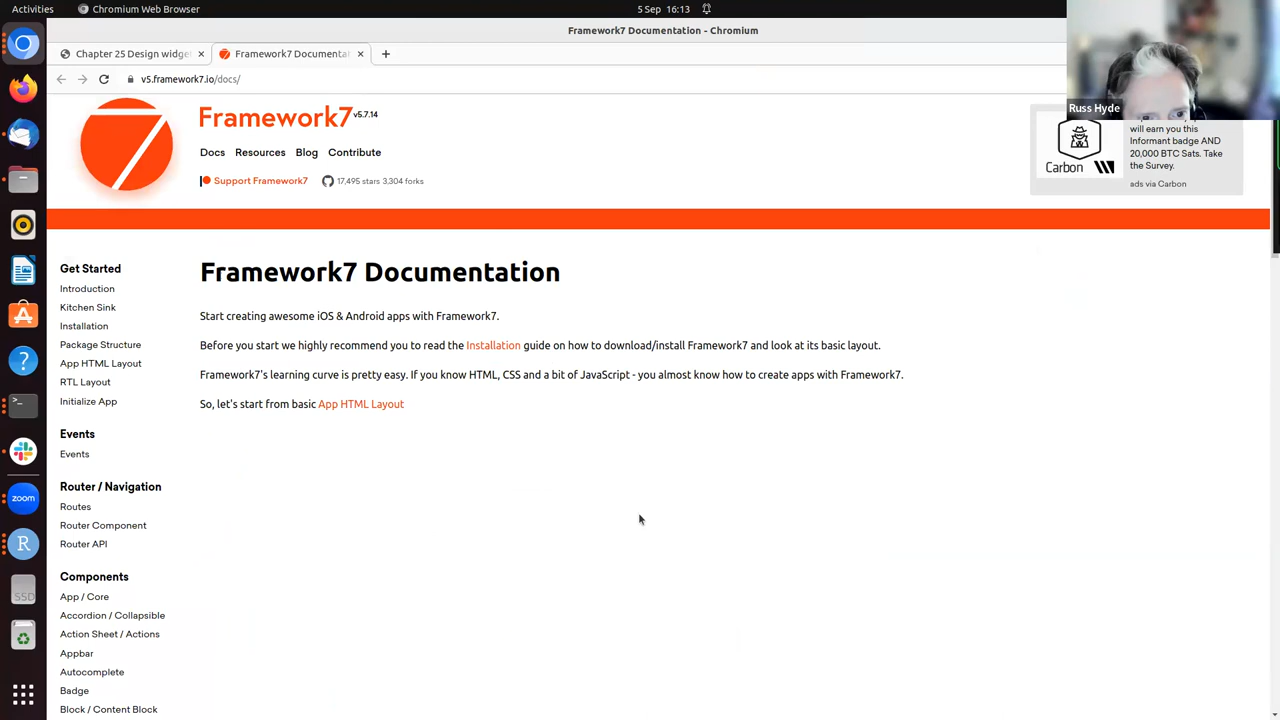 Activities
Chromium Web Browser
5 Sep 16:13
Framework7 Documentation - Chromium
Chapter 25 Design widge
Framework7 Documentat
v5.framework7.io/docs/
Russ Hyde
Framework7 v5.7.14
Docs Resources Blog Contribute
Support Framework7
17,495 stars 3,304 forks
Carbon
will earn you this
Informant badge AND
20,000 BTC Sats. Take
the Survey.
ads via Carbon
Get Started
Introduction
Kitchen Sink
Installation
Package Structure
App HTML Layout
RTL Layout
Initialize App
Events
Events
Router / Navigation
Routes
Router Component
Router API
Components
App / Core
Accordion / Collapsible
Action Sheet / Actions
Appbar
Autocomplete
Badge
Block / Content Block
Framework7 Documentation
Start creating awesome iOS & Android apps with Framework7.
Before you start we highly recommend you to read the Installation guide on how to download/install Framework7 and look at its basic layout.
Framework7's learning curve is pretty easy. If you know HTML, CSS and a bit of JavaScript - you almost know how to create apps with Framework7.
So, let's start from basic App HTML Layout
zoom
R
SSD